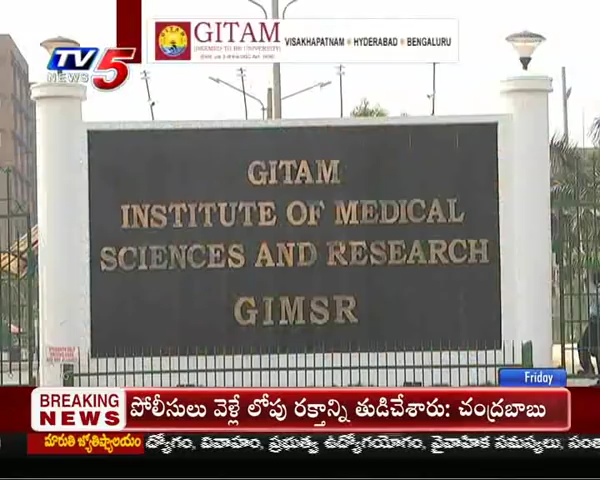 TV5
NEWS
GITAM
VISAKHAPATNAM HYDERABAD BENGALURU
GITAM
INSTITUTE OF MEDICAL
SCIENCES AND RESEARCH
GIMSR
Friday
BREAKING
NEWS
పోలీసులు వెళ్లే లోపు రక్తాన్ని తుడిచేశారు: చంద్రబాబు
మారుతి జ్యోతిష్యాలయం
ద్యోగం, వివాహం, ప్రభుత్వ ఉద్యోగయోగం, వైవాహిక సమస్యలు, సంత